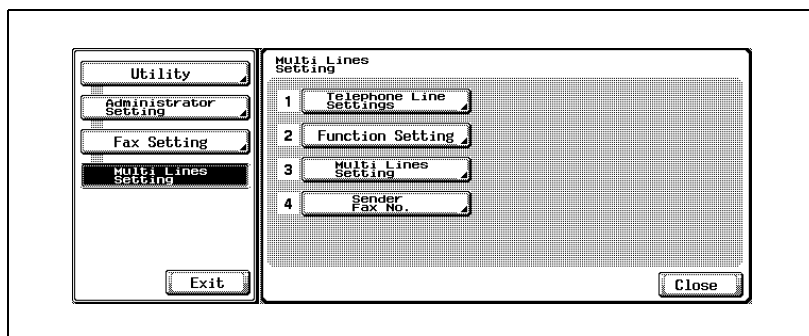 Utility
Administrator
Setting
Fax Setting
Multi Lines
Setting
Exit
Multi Lines
Setting
1 Telephone Line
Settings
2 Function Setting
3 Multi Lines
Setting
4 Sender
Fax No.
Close